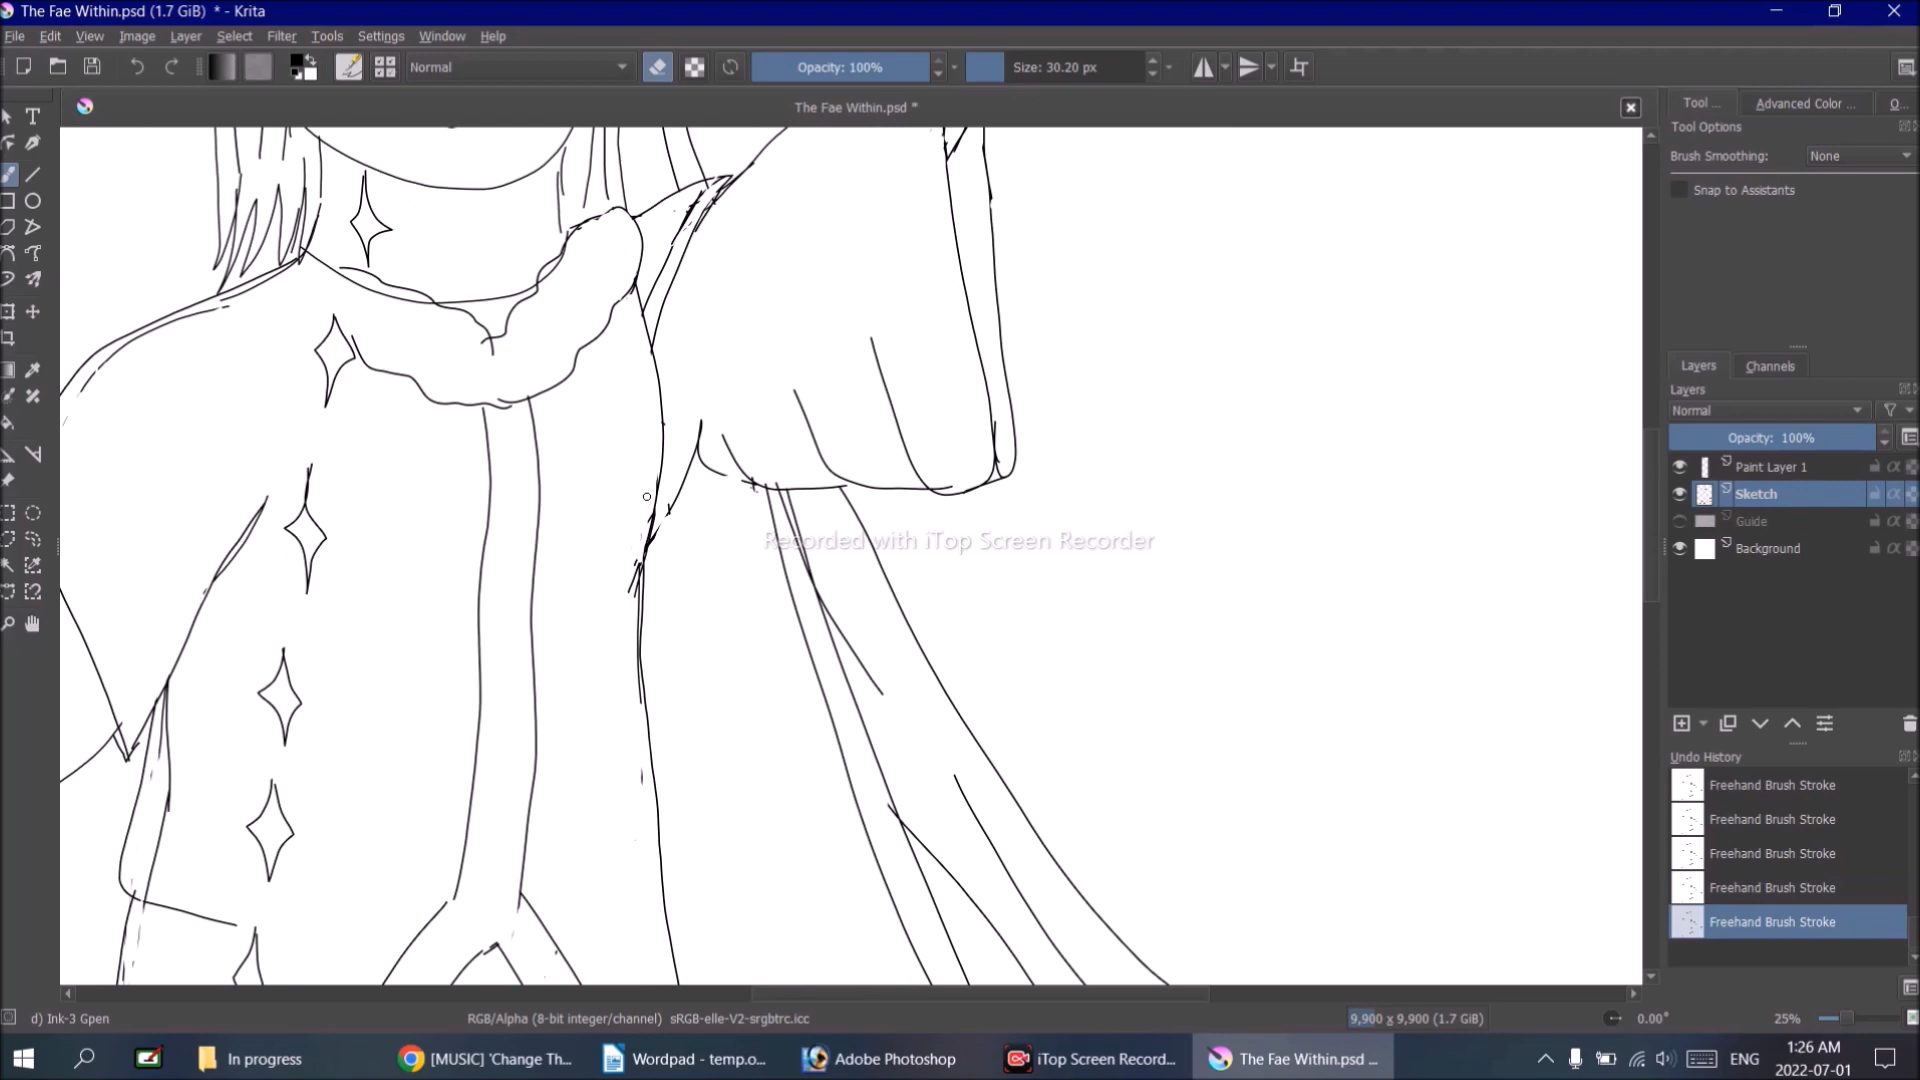 The Fae Within.psd (1.7 GiB) * - Krita
File Edit View Image Layer Select Filter Tools Settings Window Help
Normal Opacity: 100% Size: 30.20 px
The Fae Within.psd *
Tool ... Advanced Color ... O...
Tool Options
Brush Smoothing: None
Snap to Assistants
Layers Channels
Layers
Normal
Opacity: 100%
Paint Layer 1
Sketch
Guide
Background
Recorded with iTop Screen Recorder
Undo History
Freehand Brush Stroke
Freehand Brush Stroke
Freehand Brush Stroke
Freehand Brush Stroke
Freehand Brush Stroke
d) Ink-3 Gpen RGB/Alpha (8-bit integer/channel) sRGB-elle-V2-srgbtrc.icc 9,900 x 9,900 (1.7 GiB) 0.00° 25%
In progress [MUSIC] 'Change Th... Wordpad - temp.o... Adobe Photoshop iTop Screen Record... The Fae Within.psd ... ENG 1:26 AM
2022-07-01